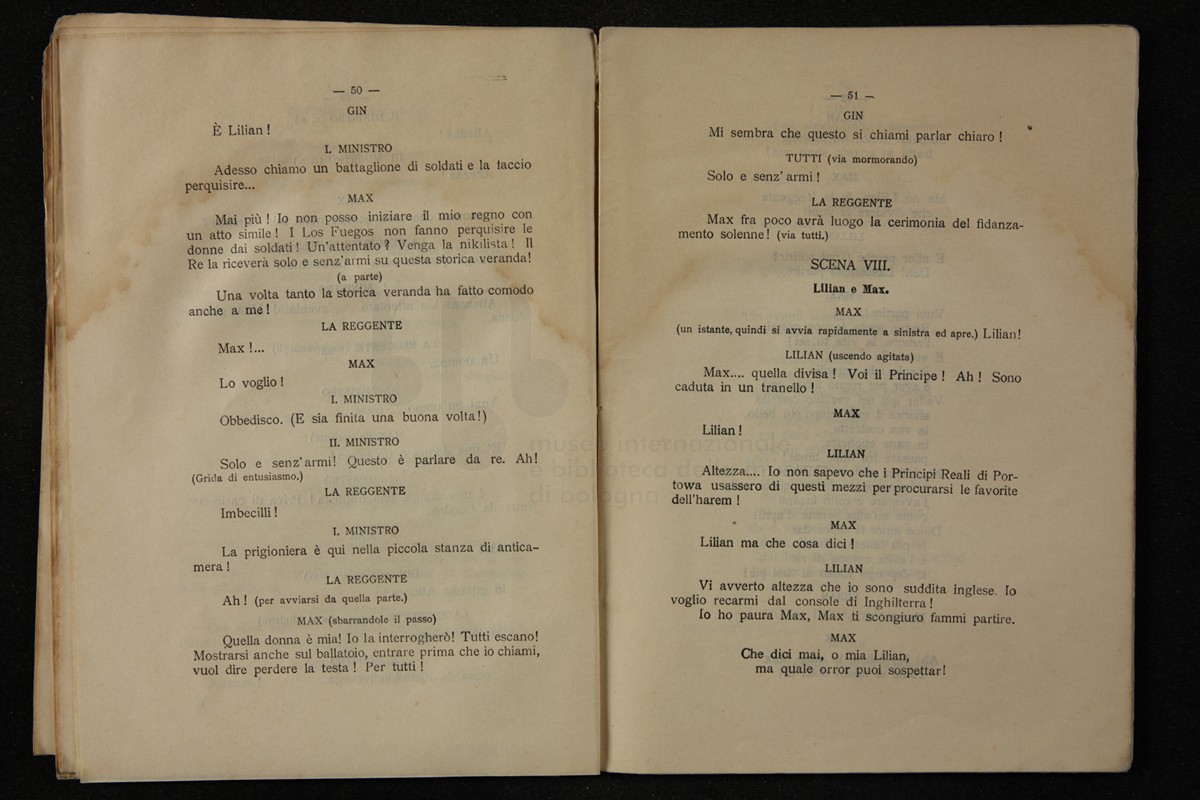 — 50 —
GIN
È Lilian !
I. MINISTRO
Adesso chiamo un battaglione di soldati e la taccio
perquisire...
MAX
Mai più ! Io non posso iniziare il mio regno con
un atto simile ! I Los Fuegos non fanno perquisire le
donne dai soldati ! Un'attentato ? Venga la nikilista ! Il
Re la riceverà solo e senz'armi su questa storica veranda!
(a parte)
Una volta tanto la storica veranda ha fatto comodo
anche a me !
LA REGGENTE
Max !...
MAX
Lo voglio !
I. MINISTRO
Obbedisco. (E sia finita una buona volta!)
II. MINISTRO
Solo e senz'armi! Questo è parlare da re. Ah!
(Grida di entusiasmo.)
LA REGGENTE
Imbecilli !
I. MINISTRO
La prigioniera è qui nella piccola stanza di antica-
mera !
LA REGGENTE
Ah ! (per avviarsi da quella parte.)
MAX (sbarrandole il passo)
Quella donna è mia! Io la interrogherò! Tutti escano!
Mostrarsi anche sul ballatoio, entrare prima che io chiami,
vuol dire perdere la testa ! Per tutti !
— 51 —
GIN
Mi sembra che questo si chiami parlar chiaro !
TUTTI (via mormorando)
Solo e senz' armi !
LA REGGENTE
Max fra poco avrà luogo la cerimonia del fidanza-
mento solenne! (via tutti.)
SCENA VIII.
Lilian e Max.
MAX
(un istante, quindi si avvia rapidamente a sinistra ed apre.) Lilian!
LILIAN (uscendo agitata)
Max.... quella divisa ! Voi il Principe ! Ah ! Sono
caduta in un tranello !
MAX
Lilian !
LILIAN
Altezza.... Io non sapevo che i Principi Reali di Por-
towa usassero di questi mezzi per procurarsi le favorite
dell'harem !
MAX
Lilian ma che cosa dici !
LILIAN
Vi avverto altezza che io sono suddita inglese. Io
voglio recarmi dal console di Inghilterra !
Io ho paura Max, Max ti scongiuro fammi partire.
MAX
Che dici mai, o mia Lilian,
ma quale orror puoi sospettar!
museo internazionale
e biblioteca de
di bologna